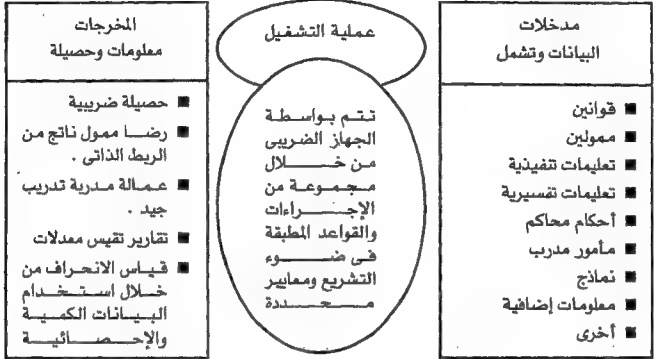 مدخلات
البيانات وتشمل
■ قوانين
■ ممولين
■ تعليمات تنفيذية
■ تعليمات تفسيرية
■ أحكام محاكم
■ مأمور مدرب
■ نماذج
■ معلومات إضافية
■ أخرى
عملية التشغيل
تتم بواسطة
الجهاز الضريبى
من خلال
مجموعة من
الإجراءات
والقواعد المطبقة
فى ضوء
التشريع ومعايير
محددة
المخرجات
معلومات وحصيلة
■ حصيلة ضريبية
■ رضا ممول ناتج من
الربط الذاتى .
■ عمالة مدربة تدريب
جيد .
■ تقارير تقيس معدلات
■ قياس الانحراف من
خلال استخدام
البيانات الكمية
والإحصائية